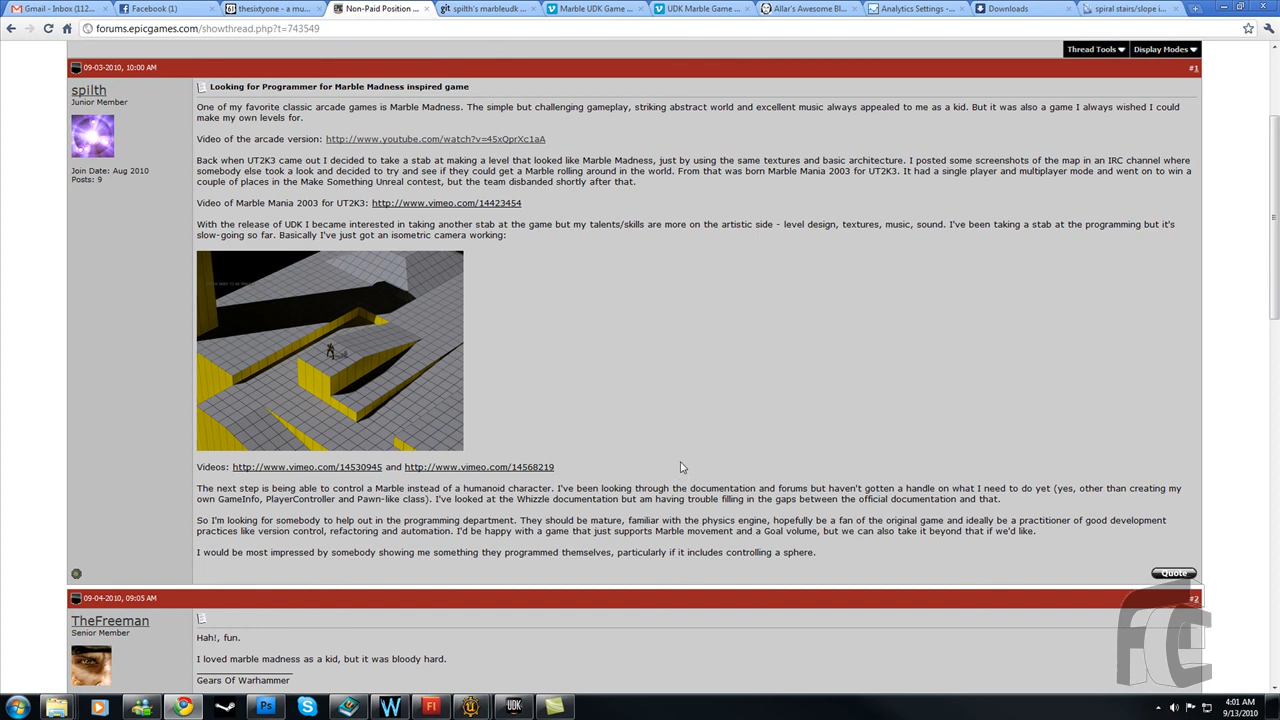 Gmail - Inbox (112...
Facebook (1)
thesixtyone - a mu...
Non-Paid Position ...
spilth's marbleudk ...
Marble UDK Game ...
UDK Marble Game ...
Allar's Awesome Bl...
Analytics Settings - ...
Downloads
spiral stairs/slope i...
forums.epicgames.com/showthread.php?t=743549
Thread Tools
Display Modes
09-03-2010, 10:00 AM
#1
spilth
Junior Member
Join Date: Aug 2010
Posts: 9
Looking for Programmer for Marble Madness inspired game
One of my favorite classic arcade games is Marble Madness. The simple but challenging gameplay, striking abstract world and excellent music always appealed to me as a kid. But it was also a game I always wished I could
make my own levels for.
Video of the arcade version: http://www.youtube.com/watch?v=45xQprXc1aA
Back when UT2K3 came out I decided to take a stab at making a level that looked like Marble Madness, just by using the same textures and basic architecture. I posted some screenshots of the map in an IRC channel where
somebody else took a look and decided to try and see if they could get a Marble rolling around in the world. From that was born Marble Mania 2003 for UT2K3. It had a single player and multiplayer mode and went on to win a
couple of places in the Make Something Unreal contest, but the team disbanded shortly after that.
Video of Marble Mania 2003 for UT2K3: http://www.vimeo.com/14423454
With the release of UDK I became interested in taking another stab at the game but my talents/skills are more on the artistic side - level design, textures, music, sound. I've been taking a stab at the programming but it's
slow-going so far. Basically I've just got an isometric camera working:
Videos: http://www.vimeo.com/14530945 and http://www.vimeo.com/14568219
The next step is being able to control a Marble instead of a humanoid character. I've been looking through the documentation and forums but haven't gotten a handle on what I need to do yet (yes, other than creating my
own GameInfo, PlayerController and Pawn-like class). I've looked at the Whizzle documentation but am having trouble filling in the gaps between the official documentation and that.
So I'm looking for somebody to help out in the programming department. They should be mature, familiar with the physics engine, hopefully be a fan of the original game and ideally be a practitioner of good development
practices like version control, refactoring and automation. I'd be happy with a game that just supports Marble movement and a Goal volume, but we can also take it beyond that if we'd like.
I would be most impressed by somebody showing me something they programmed themselves, particularly if it includes controlling a sphere.
Quote
09-04-2010, 09:05 AM
#2
TheFreeman
Senior Member
Hah!, fun.
I loved marble madness as a kid, but it was bloody hard.
Gears Of Warhammer
4:01 AM
9/13/2010